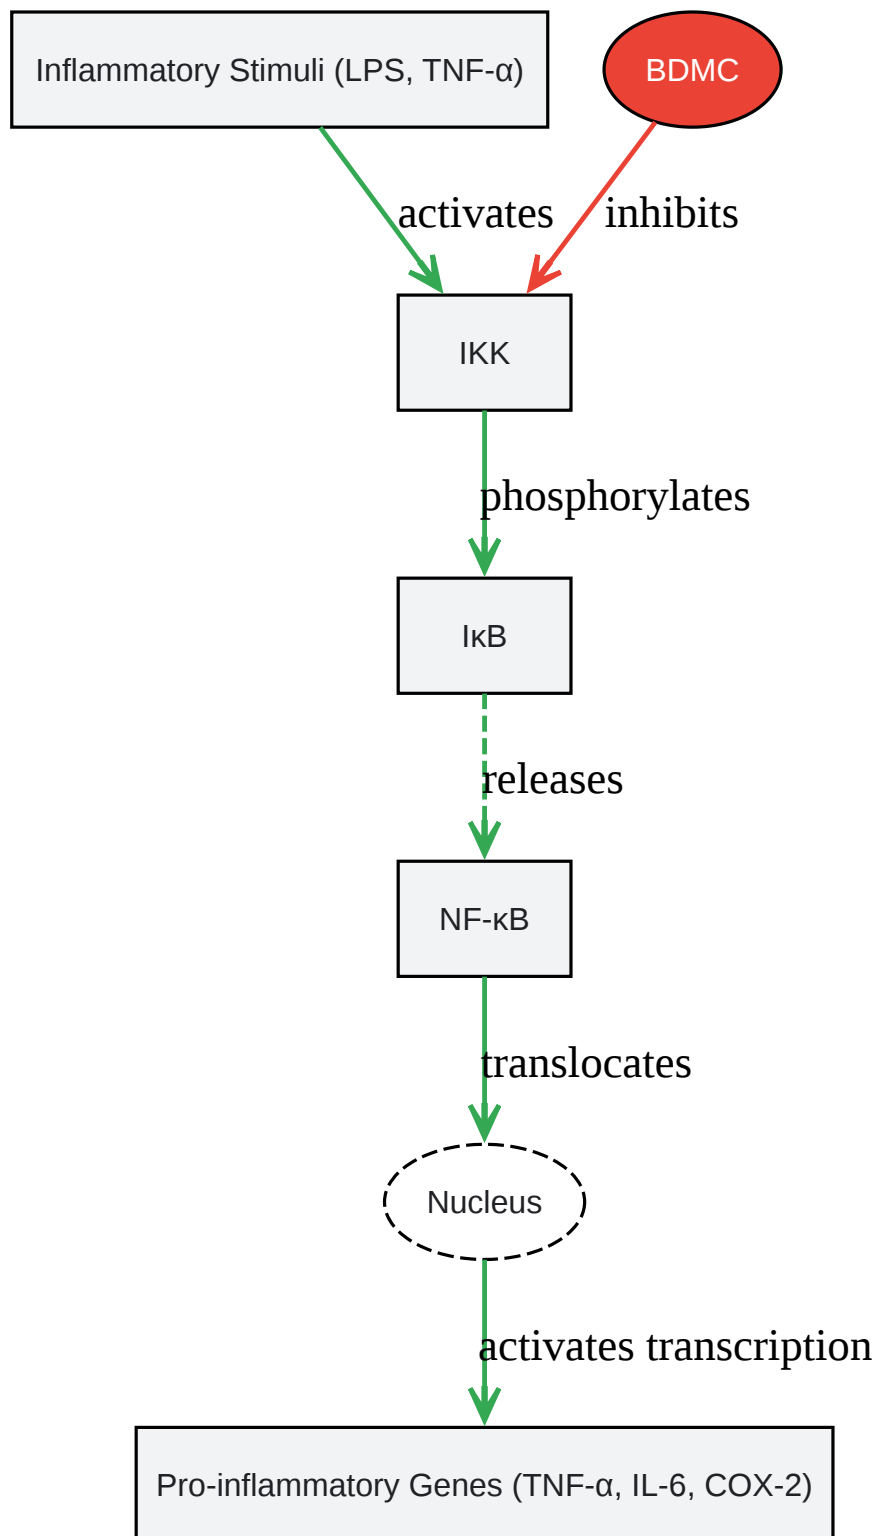 Inflammatory Stimuli (LPS, TNF-α)
BDMC
activates
inhibits
IKK
phosphorylates
IκB
releases
NF-κB
translocates
Nucleus
activates transcription
Pro-inflammatory Genes (TNF-α, IL-6, COX-2)